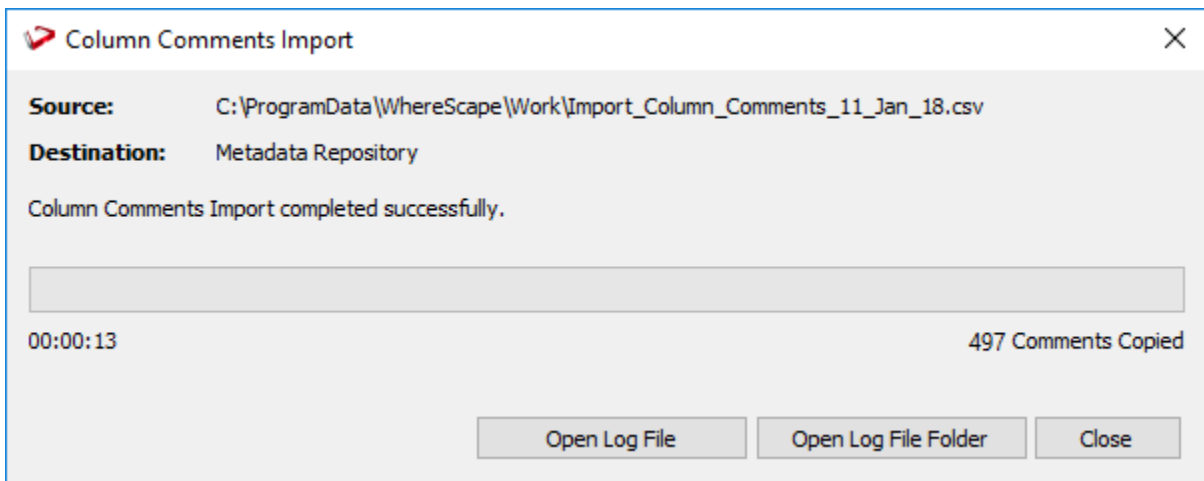 Column Comments Import
Source: C:\ProgramData\WhereScape\Work\Import_Column_Comments_11_Jan_18.csv
Destination: Metadata Repository
Column Comments Import completed successfully.
00:00:13 497 Comments Copied
Open Log File Open Log File Folder Close